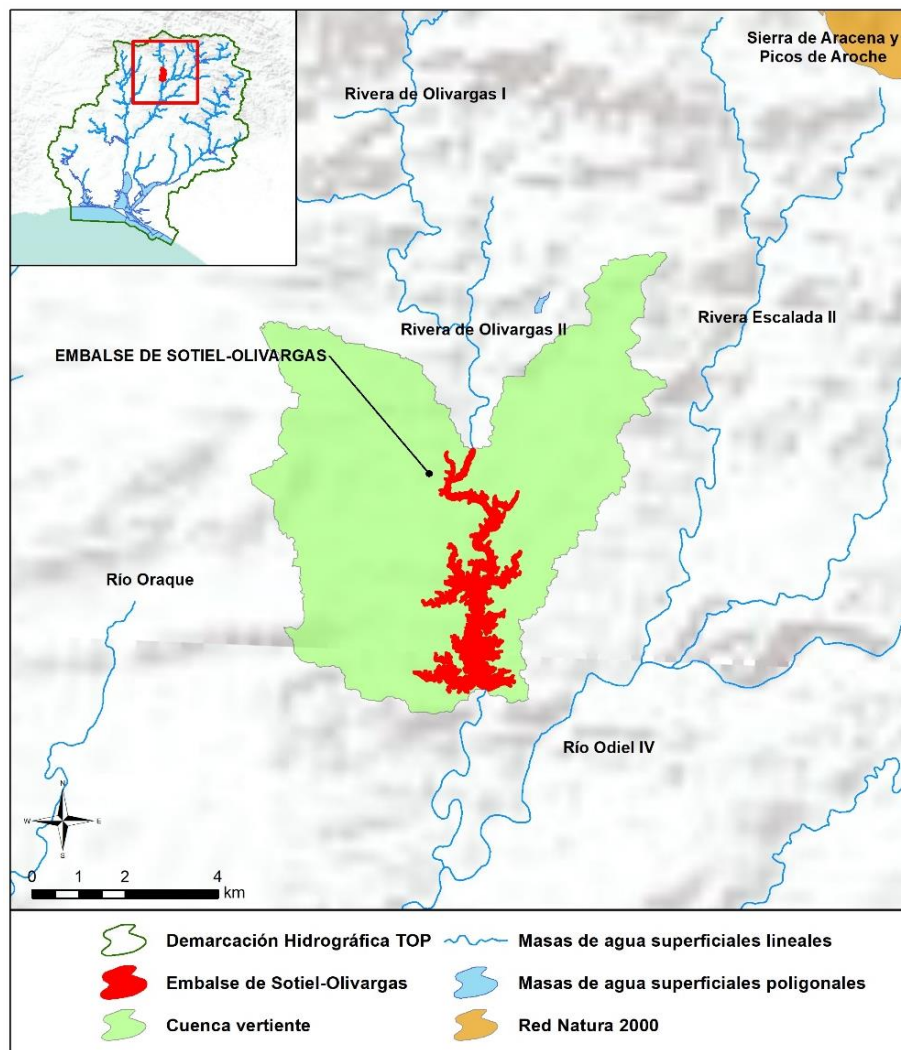 Sierra de Aracena y
Picos de Aroche
Rivera de Olivargas I
Rivera de Olivargas II
Rivera Escalada II
EMBALSE DE SOTIEL-OLIVARGAS
Río Oraque
Río Odiel IV
N
W E
S
0 1 2 4
km
Demarcación Hidrográfica TOP
Masas de agua superficiales lineales
Embalse de Sotiel-Olivargas
Masas de agua superficiales poligonales
Cuenca vertiente
Red Natura 2000